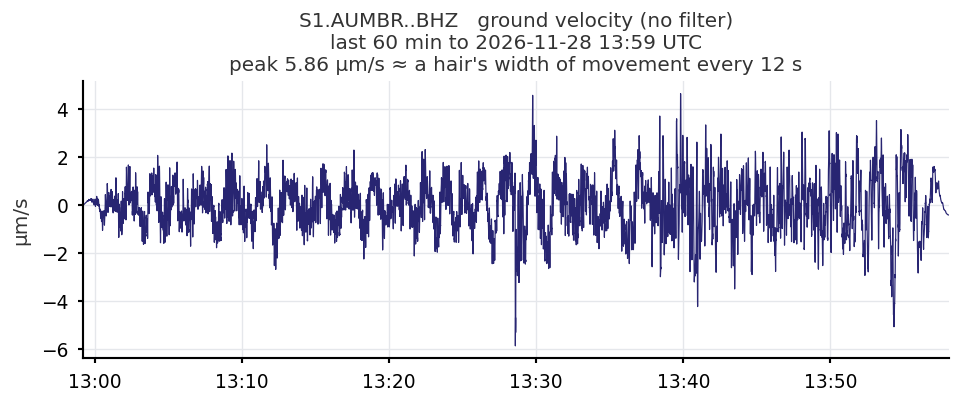 S1.AUMBR..BHZ   ground velocity (no filter)
last 60 min to 2026-11-28 13:59 UTC
peak 5.86 µm/s ≈ a hair's width of movement every 12 s
µm/s
4
2
0
−2
−4
−6
13:00 13:10 13:20 13:30 13:40 13:50